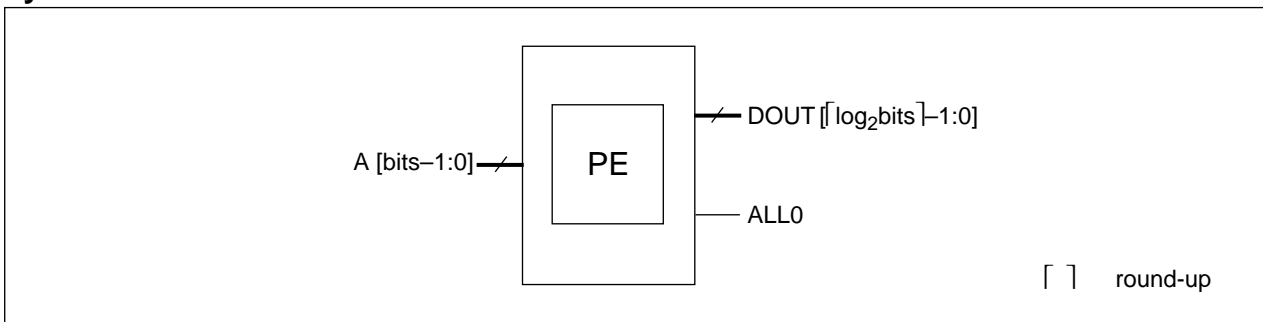 DOUT [⌈log₂bits⌉–1:0]
A [bits–1:0]
PE
ALL0
⌈ ⌉ round-up